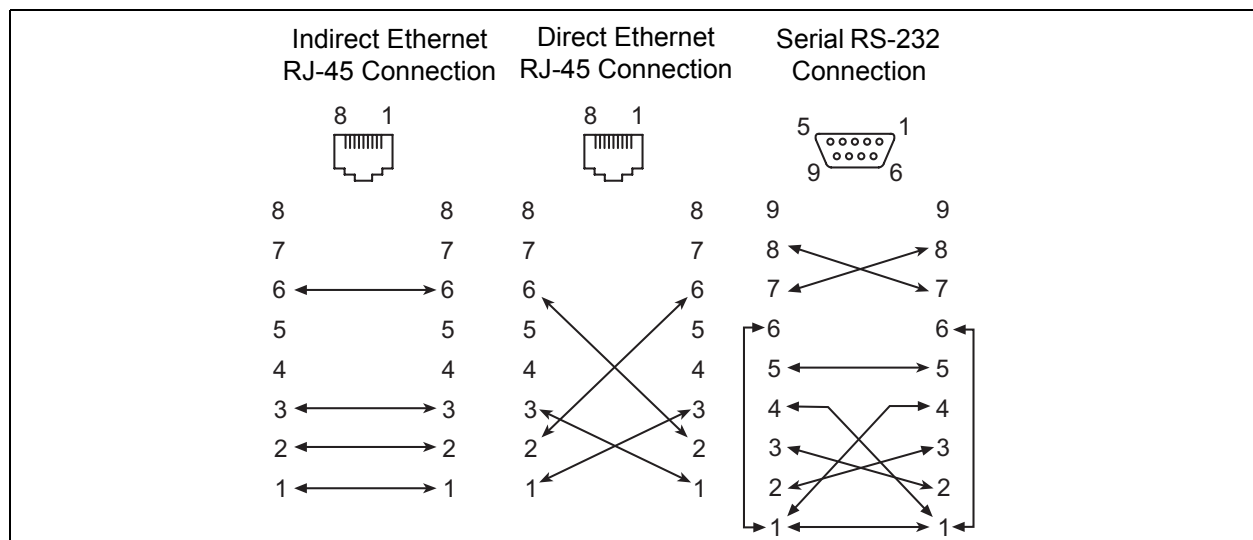 Indirect Ethernet
RJ-45 Connection
Direct Ethernet
RJ-45 Connection
Serial RS-232
Connection
8 1
8 1
5 1
9 6
8 8 8 8 9 9
7 7 7 7 8 8
6 6 6 6 7 7
5 5 5 5 6 6
4 4 4 4 5 5
3 3 3 3 4 4
2 2 2 2 3 3
1 1 1 1 2 2
1 1